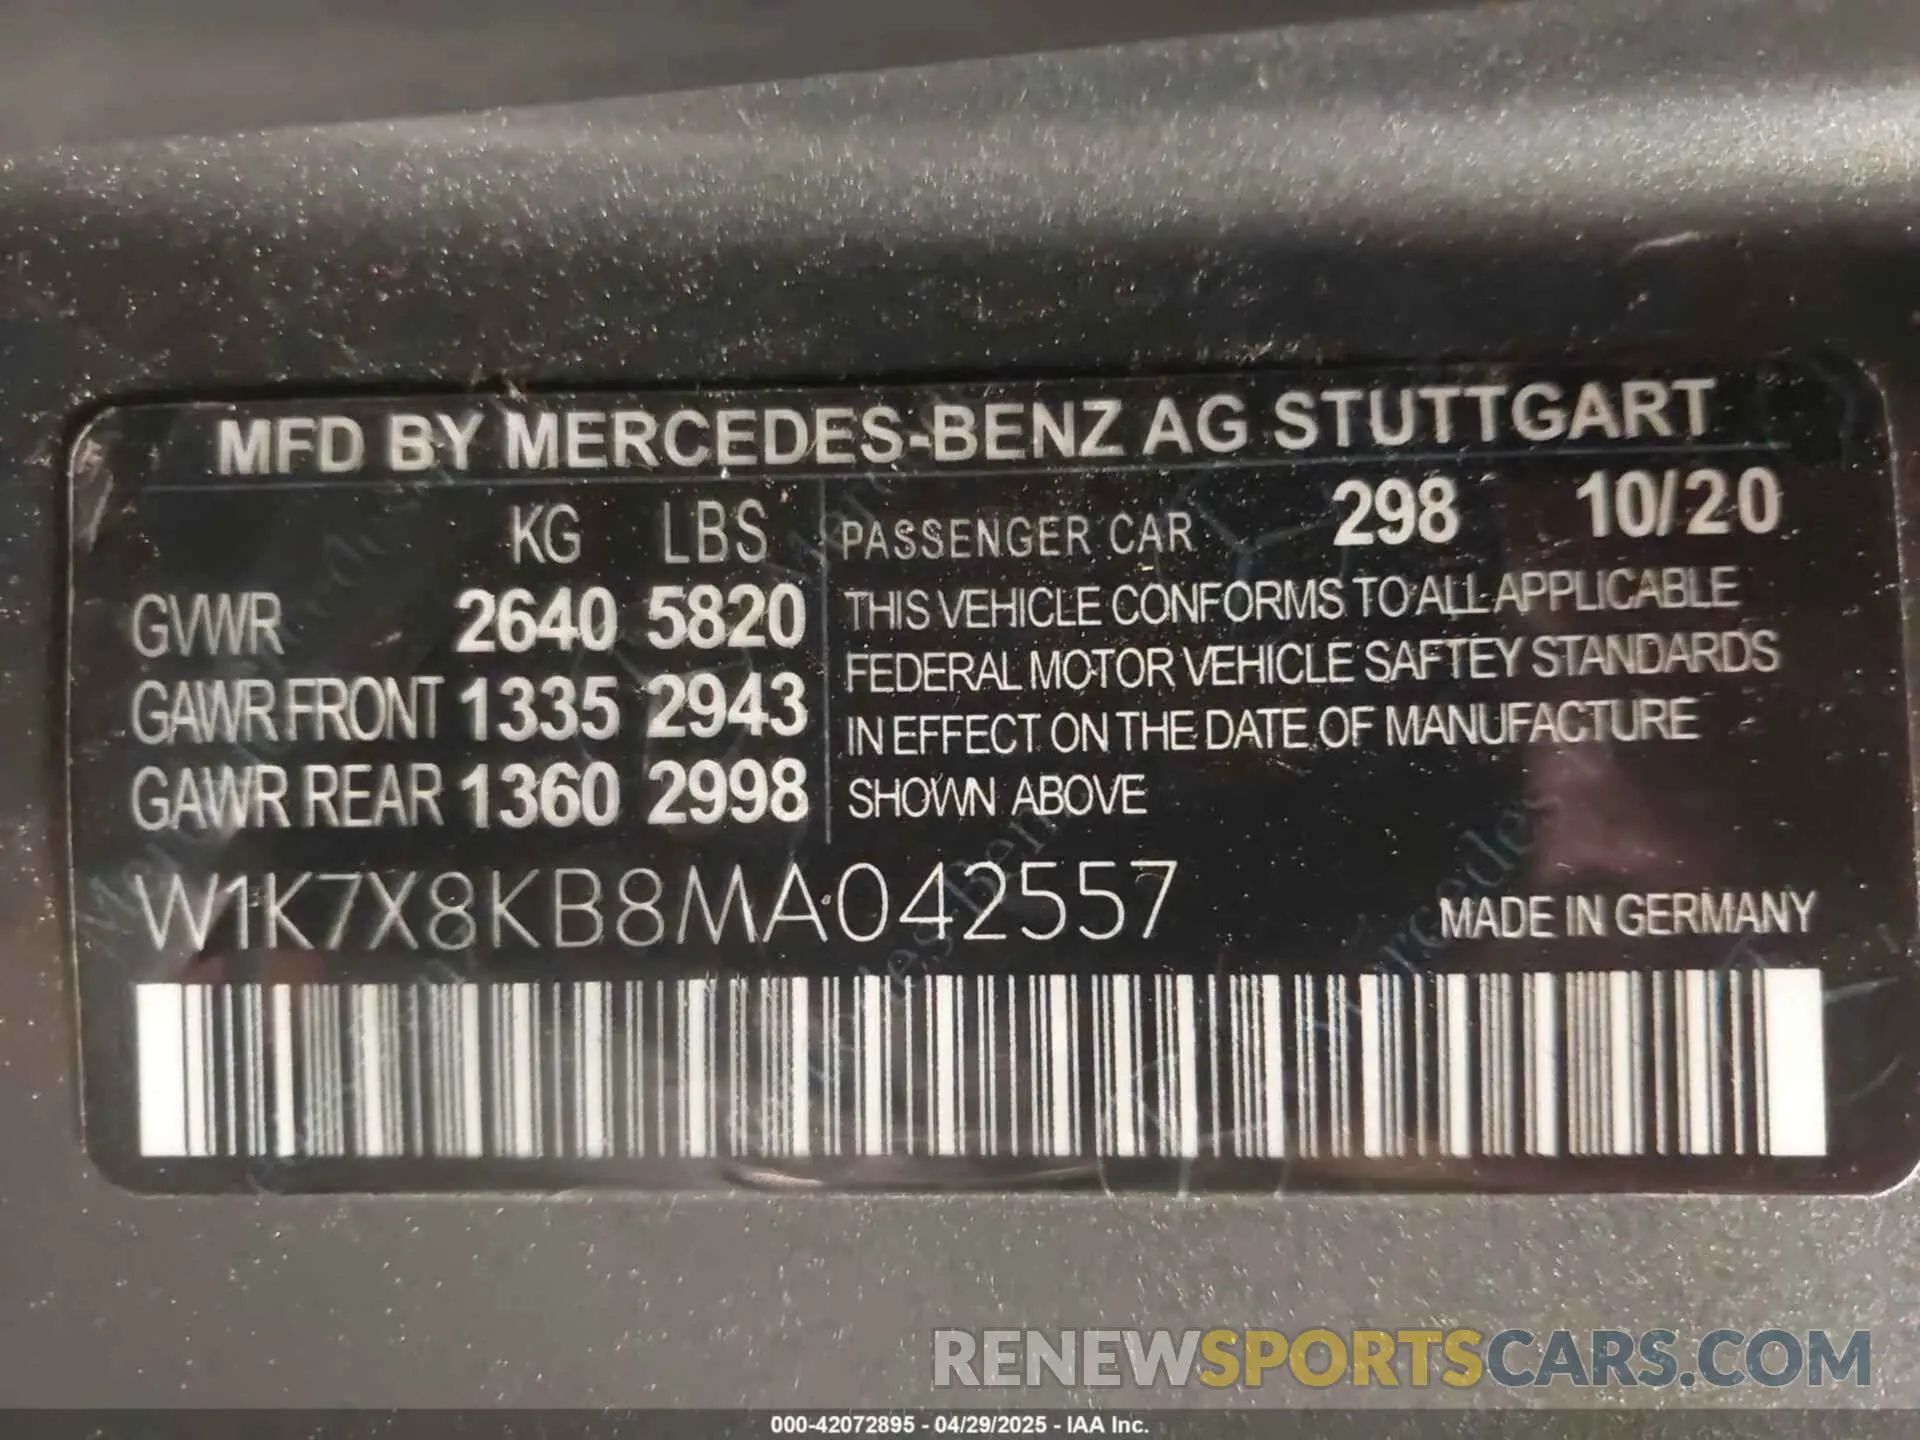 MFD BY MERCEDES-BENZ AG STUTTGART
KG LBS
GVWR 2640 5820
GAWR FRONT 1335 2943
GAWR REAR 1360 2998
PASSENGER CAR 298 10/20
THIS VEHICLE CONFORMS TO ALL APPLICABLE
FEDERAL MOTOR VEHICLE SAFTEY STANDARDS
IN EFFECT ON THE DATE OF MANUFACTURE
SHOWN ABOVE
W1K7X8KB8MA042557
MADE IN GERMANY
RENEWSPORTSCARS.COM
000-42072895 - 04/29/2025 - IAA Inc.